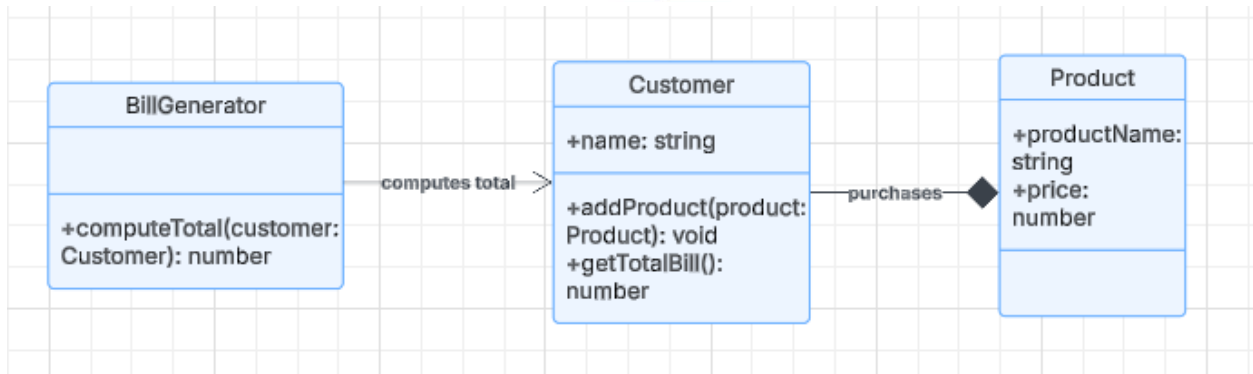 BillGenerator
+computeTotal(customer:
Customer): number
computes total
Customer
+name: string
+addProduct(product:
Product): void
+getTotalBill():
number
purchases
Product
+productName:
string
+price:
number